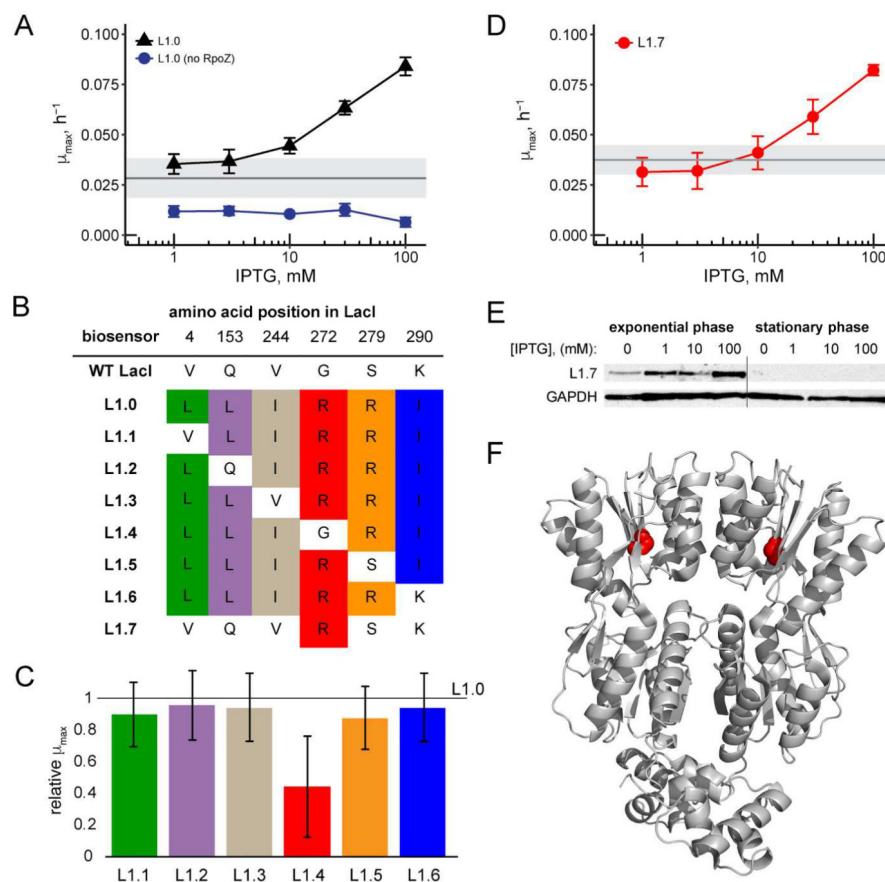 A
0.100
0.075
0.050
0.025
0.000
μmax, h⁻¹
L1.0
L1.0 (no RpoZ)
1
10
100
IPTG, mM
D
0.100
0.075
0.050
0.025
0.000
μmax, h⁻¹
L1.7
1
10
100
IPTG, mM
B
amino acid position in LacI
biosensor 4 153 244 272 279 290
WT LacI V Q V G S K
L1.0 L L I R R I
L1.1 V L I R R I
L1.2 L Q I R R I
L1.3 L L V R R I
L1.4 L L I G R I
L1.5 L L I R S I
L1.6 L L I R R K
L1.7 V Q V R S K
E
exponential phase stationary phase
[IPTG], (mM): 0 1 10 100 0 1 10 100
L1.7
GAPDH
F
C
relative μmax
1
0.8
0.6
0.4
0.2
0
L1.0
L1.1 L1.2 L1.3 L1.4 L1.5 L1.6